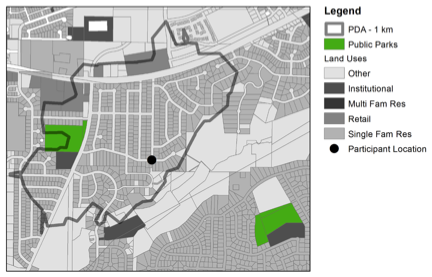 Legend
PDA - 1 km
Public Parks
Land Uses
Other
Institutional
Multi Fam Res
Retail
Single Fam Res
Participant Location